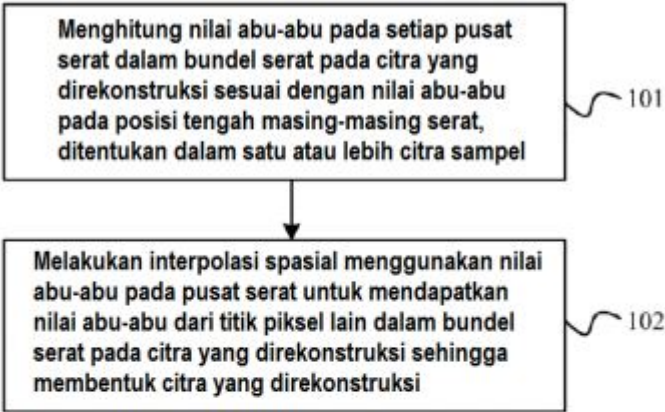 Menghitung nilai abu-abu pada setiap pusat
serat dalam bundel serat pada citra yang
direkonstruksi sesuai dengan nilai abu-abu
pada posisi tengah masing-masing serat,
ditentukan dalam satu atau lebih citra sampel
101
Melakukan interpolasi spasial menggunakan nilai
abu-abu pada pusat serat untuk mendapatkan
nilai abu-abu dari titik piksel lain dalam bundel
serat pada citra yang direkonstruksi sehingga
membentuk citra yang direkonstruksi
102